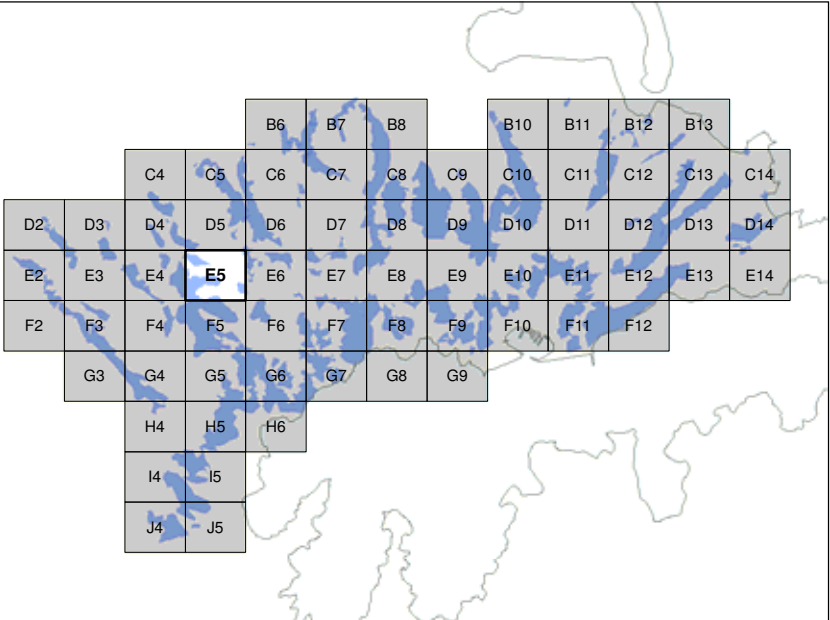 B6 B7 B8 B10 B11 B12 B13
C4 C5 C6 C7 C8 C9 C10 C11 C12 C13 C14
D2 D3 D4 D5 D6 D7 D8 D9 D10 D11 D12 D13 D14
E2 E3 E4 E5 E6 E7 E8 E9 E10 E11 E12 E13 E14
F2 F3 F4 F5 F6 F7 F8 F9 F10 F11 F12
G3 G4 G5 G6 G7 G8 G9
H4 H5 H6
I4 I5
J4 J5